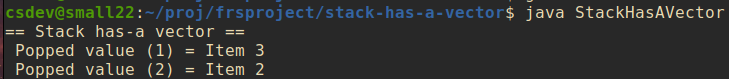 csdev@small22:~/proj/frsproject/stack-has-a-vector$ java StackHasAVector
== Stack has-a vector ==
 Popped value (1) = Item 3
 Popped value (2) = Item 2